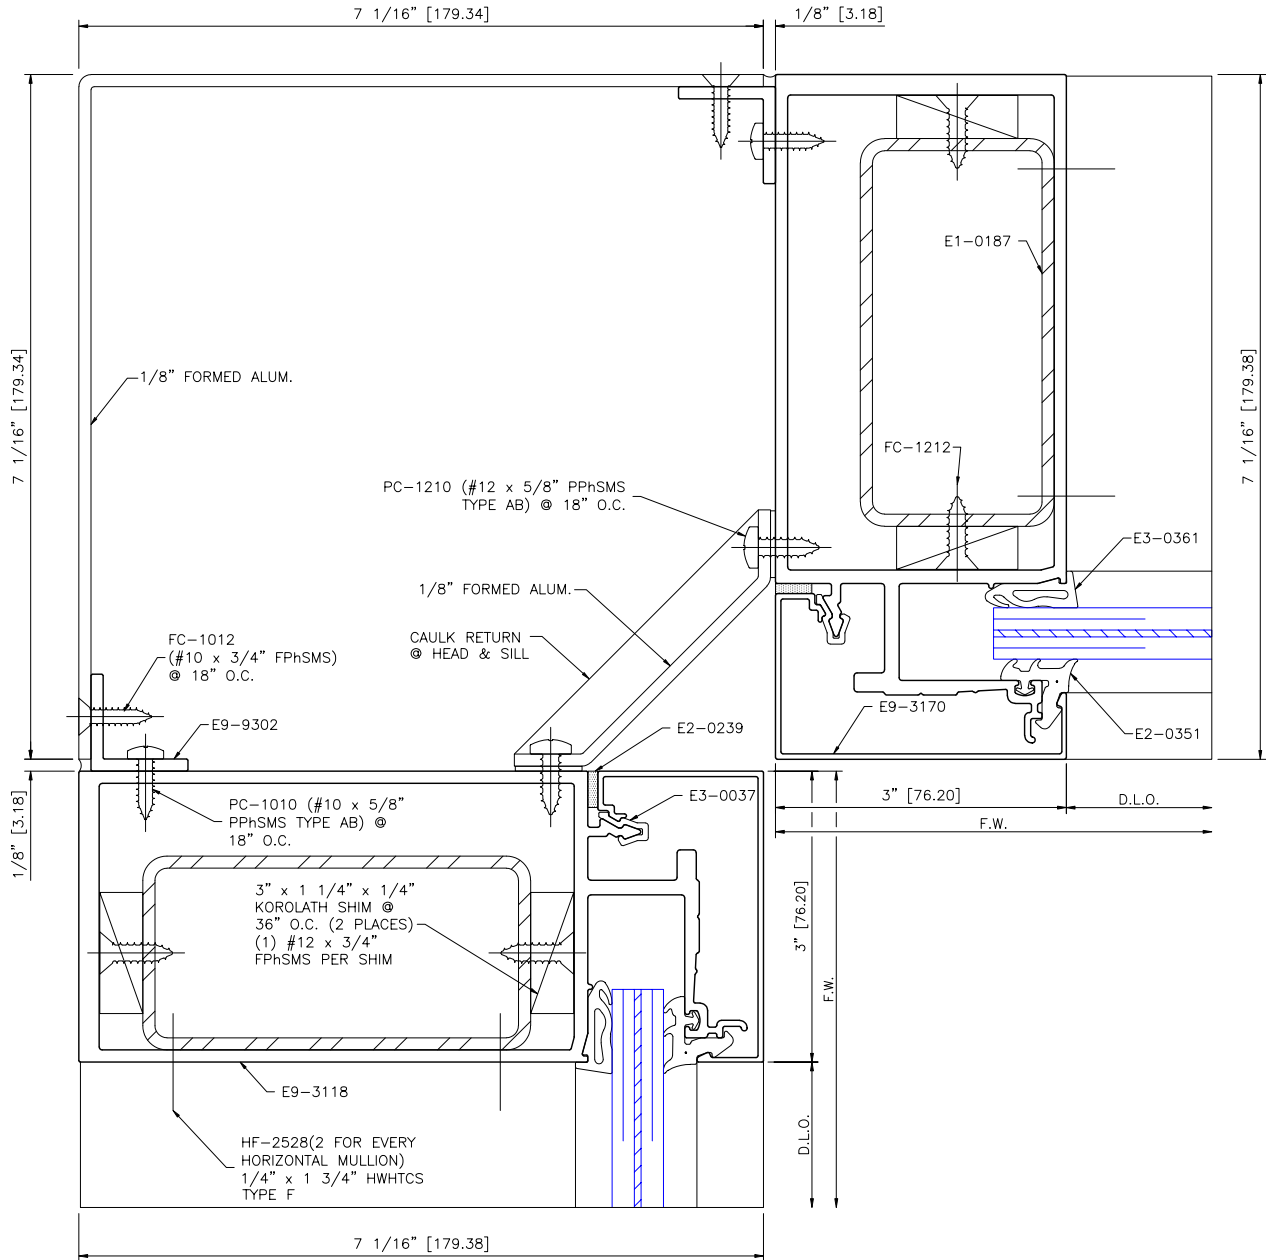 7 1/16” [179.34]
1/8” [3.18]
E1-0187
7 1/16” [179.34]
1/8” FORMED ALUM.
7 1/16” [179.38]
FC-1212
PC-1210 (#12 x 5/8” PPhSMS
TYPE AB) @ 18” O.C.
E3-0361
1/8” FORMED ALUM.
CAULK RETURN
@ HEAD & SILL
FC-1012
(#10 x 3/4” FPhSMS)
@ 18” O.C.
E9-9302
E2-0239
E9-3170
E2-0351
1/8” [3.18]
PC-1010 (#10 x 5/8”
PPhSMS TYPE AB) @
18” O.C.
E3-0037
3” [76.20]
D.L.O.
F.W.
3” x 1 1/4” x 1/4”
KOROLATH SHIM @
36” O.C. (2 PLACES)
(1) #12 x 3/4”
FPhSMS PER SHIM
3” [76.20]
F.W.
E9-3118
D.L.O.
HF-2528(2 FOR EVERY
HORIZONTAL MULLION)
1/4” x 1 3/4” HWHTCS
TYPE F
7 1/16” [179.38]